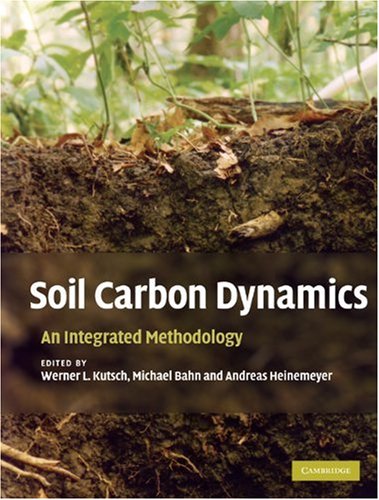 Soil Carbon Dynamics
An Integrated Methodology
EDITED BY
Werner L. Kutsch, Michael Bahn and Andreas Heinemeyer
CAMBRIDGE